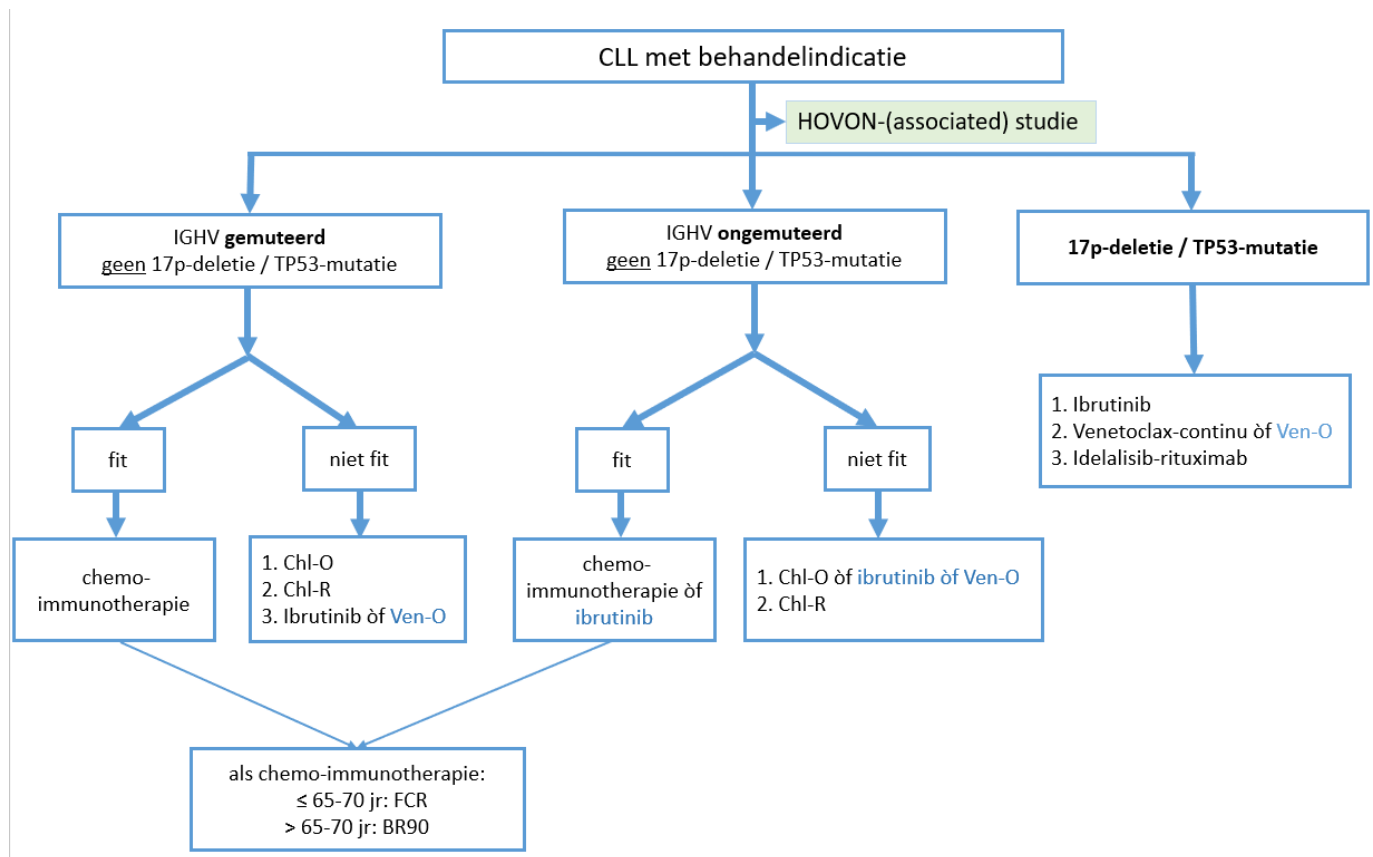 CLL met behandelindicatie
HOVON-(associated) studie
IGHV gemuteerd
geen 17p-deletie / TP53-mutatie
IGHV ongemuteerd
geen 17p-deletie / TP53-mutatie
17p-deletie / TP53-mutatie
fit
niet fit
fit
niet fit
1. Ibrutinib
2. Venetoclax-continu òf Ven-O
3. Idelalisib-rituximab
chemo-
immunotherapie
1. Chl-O
2. Chl-R
3. Ibrutinib òf Ven-O
chemo-
immunotherapie òf
ibrutinib
1. Chl-O òf ibrutinib òf Ven-O
2. Chl-R
als chemo-immunotherapie:
≤ 65-70 jr: FCR
> 65-70 jr: BR90